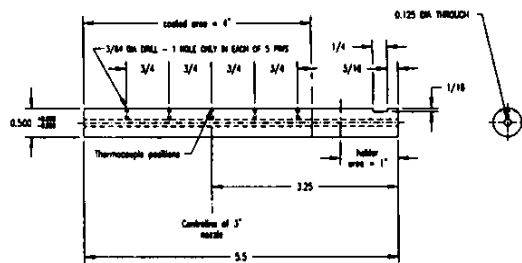 coated area = 4"
0.125 DIA THROUGH
3/64 DIA DRILL - 1 HOLE ONLY IN EACH OF 5 PINS
1/4
3/4 3/4 3/4 3/4
5/16
1/16
0.500
Thermocouple positions
holder
area = 1"
3.25
Centreline of 3"
nozzle
5.5